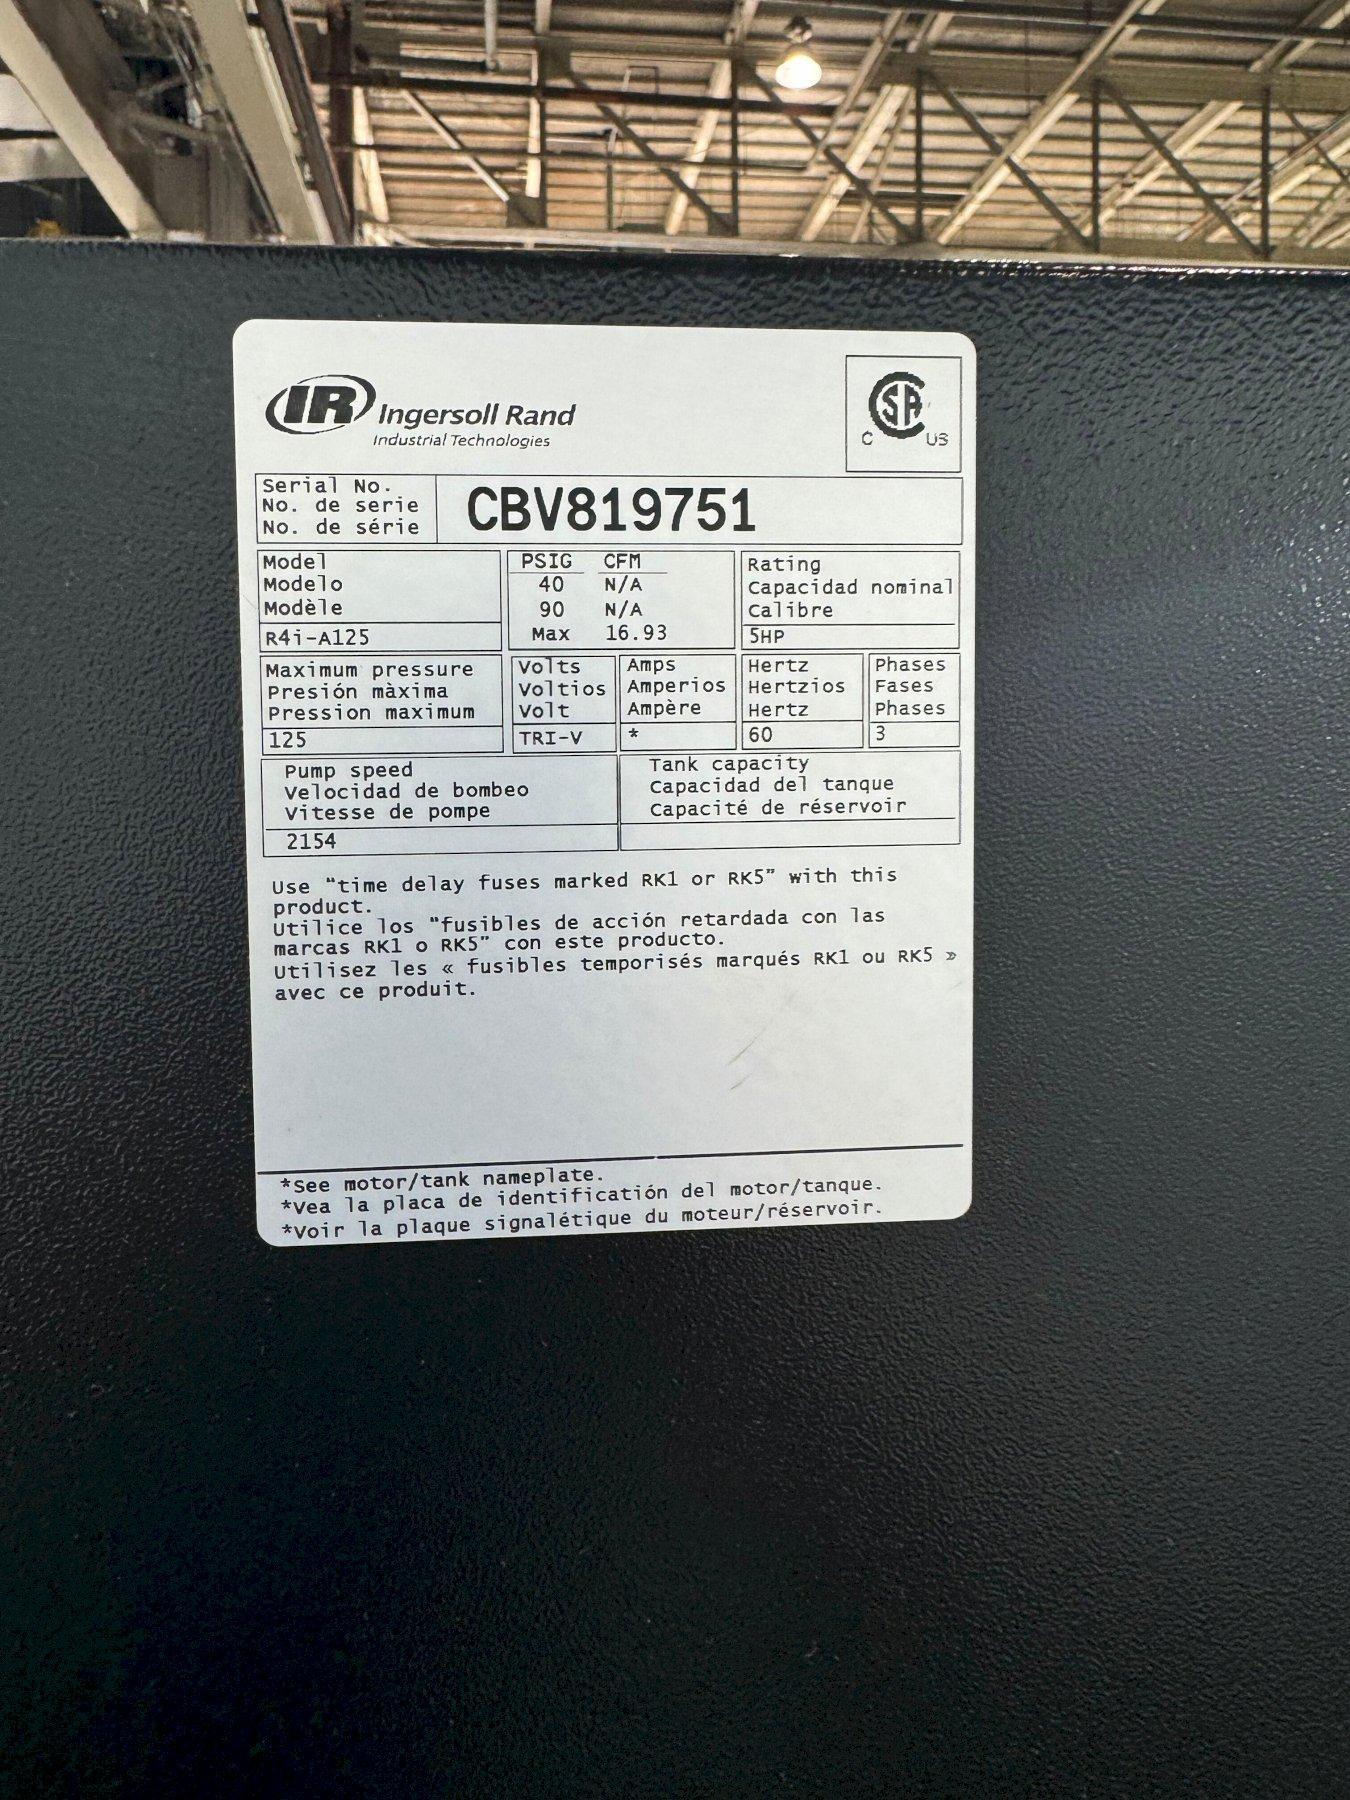 IR Ingersoll Rand
Industrial Technologies
CSA
C US
Serial No.
No. de serie
No. de série
CBV819751
Model
Modelo
Modèle
R4i-A125
PSIG CFM
40 N/A
90 N/A
Max 16.93
Rating
Capacidad nominal
Calibre
5HP
Maximum pressure
Presión màxima
Pression maximum
125
Volts
Voltios
Volt
TRI-V
Amps
Amperios
Ampère
*
Hertz
Hertzios
Hertz
60
Phases
Fases
Phases
3
Pump speed
Velocidad de bombeo
Vitesse de pompe
2154
Tank capacity
Capacidad del tanque
Capacité de réservoir
Use "time delay fuses marked RK1 or RK5" with this
product.
Utilice los "fusibles de acción retardada con las
marcas RK1 o RK5" con este producto.
Utilisez les « fusibles temporisés marqués RK1 ou RK5 »
avec ce produit.
*See motor/tank nameplate.
*Vea la placa de identificatión del motor/tanque.
*Voir la plaque signalétique du moteur/réservoir.